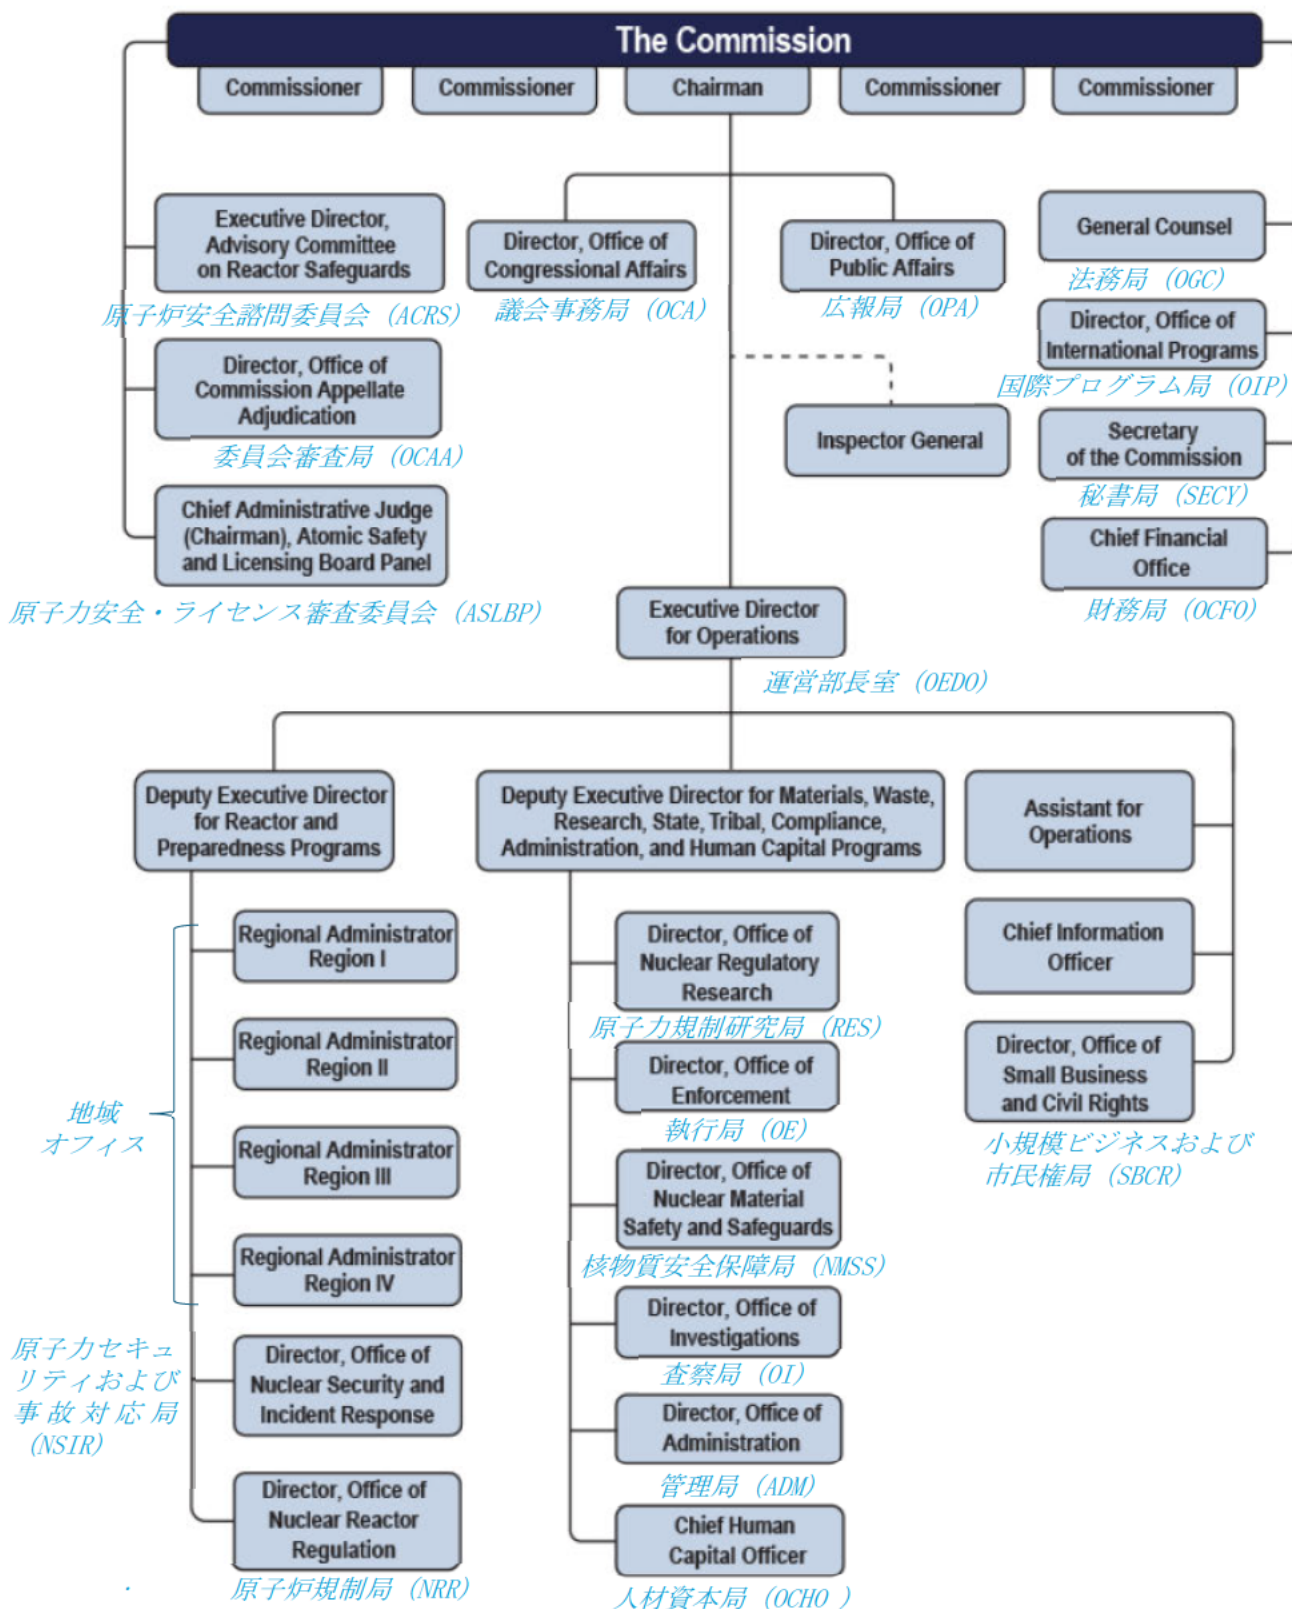 The Commission
Commissioner
Commissioner
Chairman
Commissioner
Commissioner
Executive Director,
Advisory Committee
on Reactor Safeguards
原子炉安全諮問委員会 (ACRS)
Director, Office of
Congressional Affairs
議会事務局 (OCA)
Director, Office of
Public Affairs
広報局 (OPA)
General Counsel
法務局 (OGC)
Director, Office of
International Programs
国際プログラム局 (OIP)
Director, Office of
Commission Appellate
Adjudication
委員会審査局 (OCAA)
Inspector General
Secretary
of the Commission
秘書局 (SECY)
Chief Administrative Judge
(Chairman), Atomic Safety
and Licensing Board Panel
原子力安全・ライセンス審査委員会 (ASLBP)
Chief Financial
Office
財務局 (OCFO)
Executive Director
for Operations
運営部長室 (OEDO)
Deputy Executive Director
for Reactor and
Preparedness Programs
Deputy Executive Director for Materials, Waste,
Research, State, Tribal, Compliance,
Administration, and Human Capital Programs
Assistant for
Operations
Regional Administrator
Region I
Regional Administrator
Region II
地域
オフィス
Regional Administrator
Region III
Regional Administrator
Region IV
原子力セキュ
リティおよび
事故対応局
(NSIR)
Director, Office of
Nuclear Security and
Incident Response
Director, Office of
Nuclear Reactor
Regulation
原子炉規制局 (NRR)
Director, Office of
Nuclear Regulatory
Research
原子力規制研究局 (RES)
Director, Office of
Enforcement
執行局 (OE)
Director, Office of
Nuclear Material
Safety and Safeguards
核物質安全保障局 (NMSS)
Director, Office of
Investigations
査察局 (OI)
Director, Office of
Administration
管理局 (ADM)
Chief Human
Capital Officer
人材資本局 (OCHO )
Chief Information
Officer
Director, Office of
Small Business
and Civil Rights
小規模ビジネスおよび
市民権局 (SBCR)